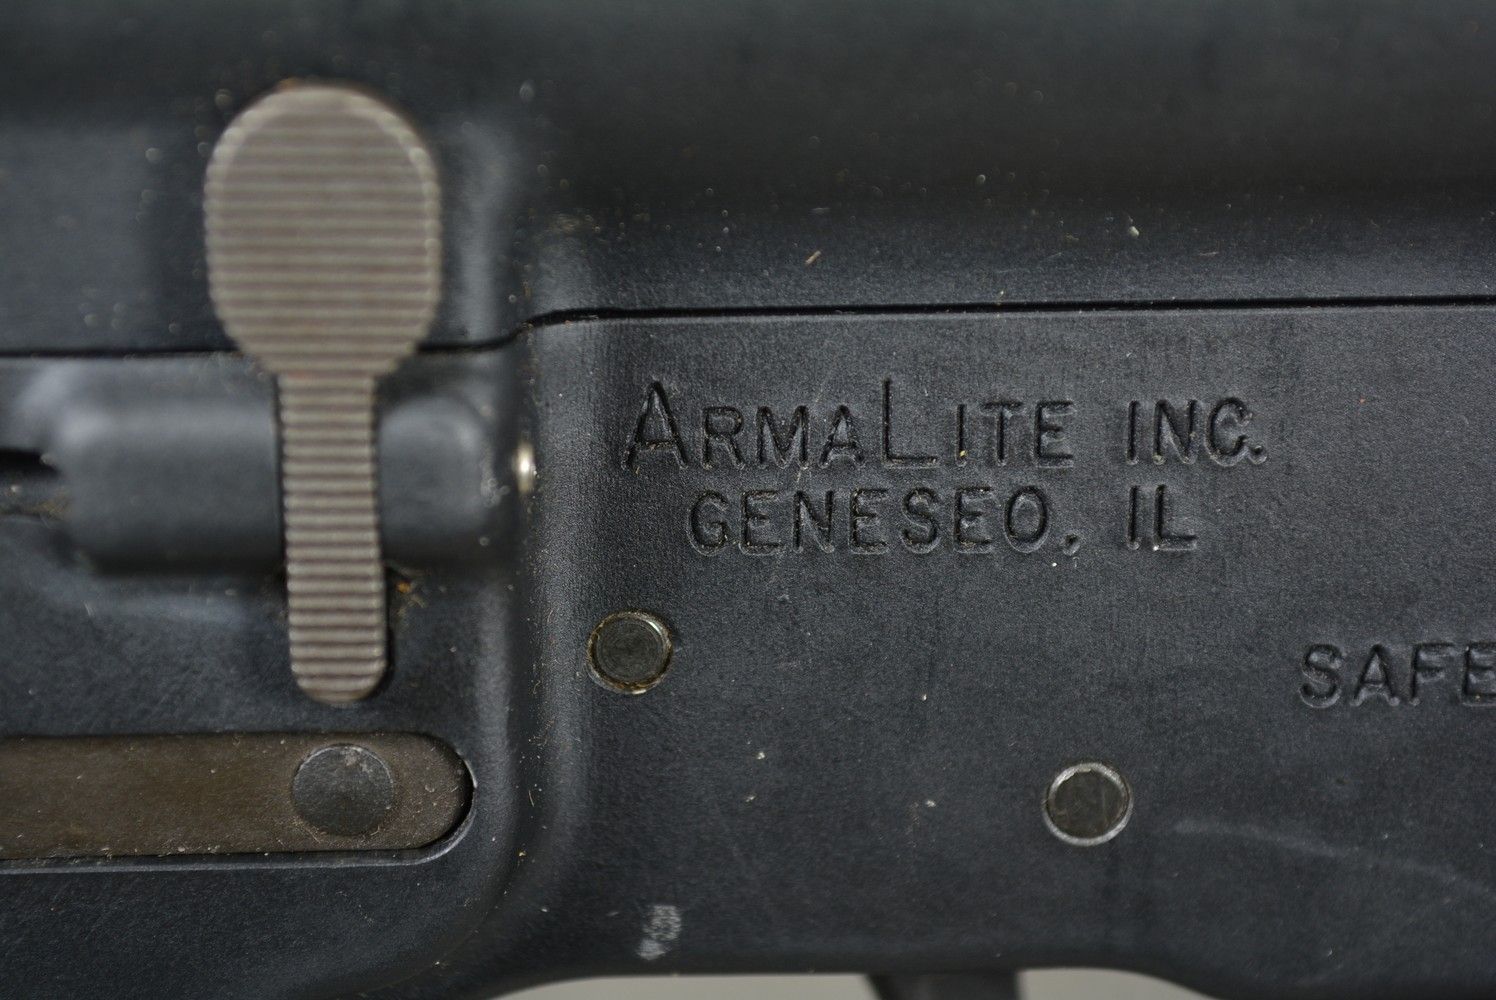 ARMALITE INC.
GENESEO, IL
SAFE